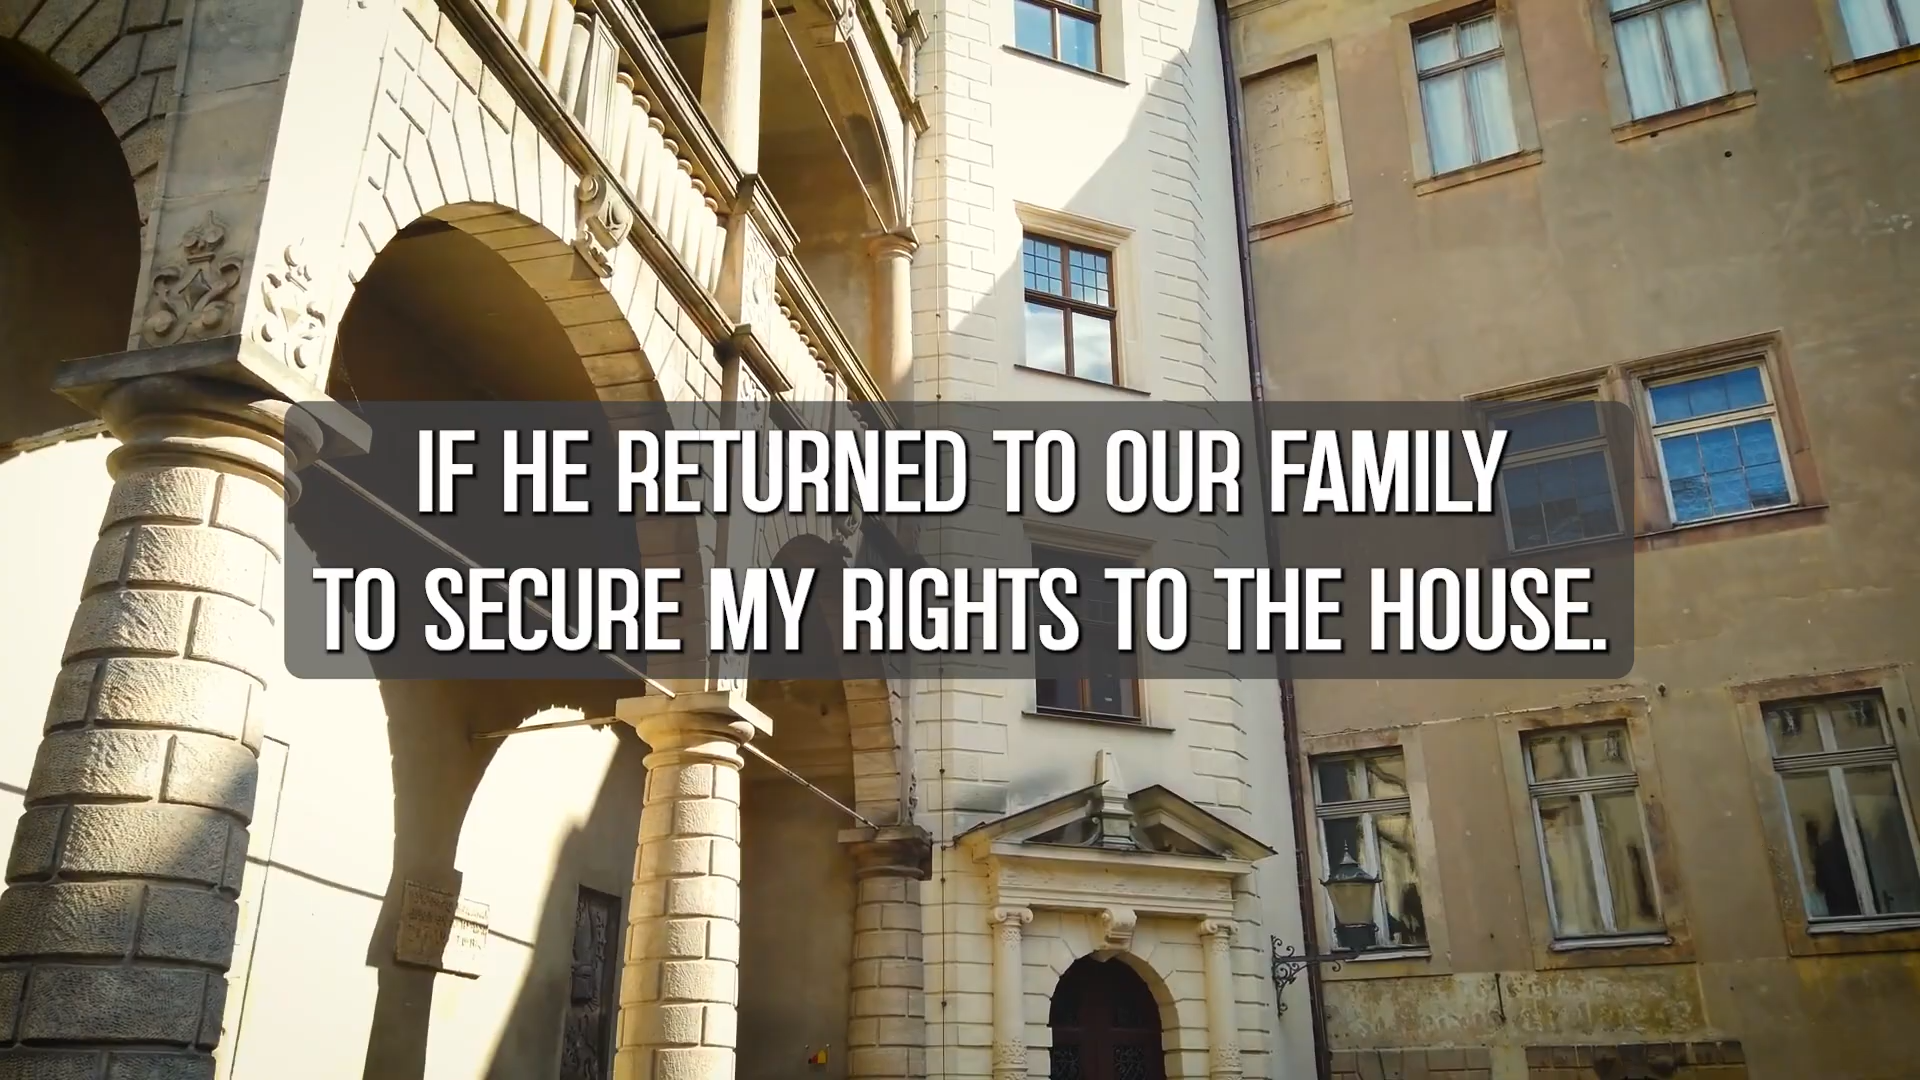 IF HE RETURNED TO OUR FAMILY
TO SECURE MY RIGHTS TO THE HOUSE.